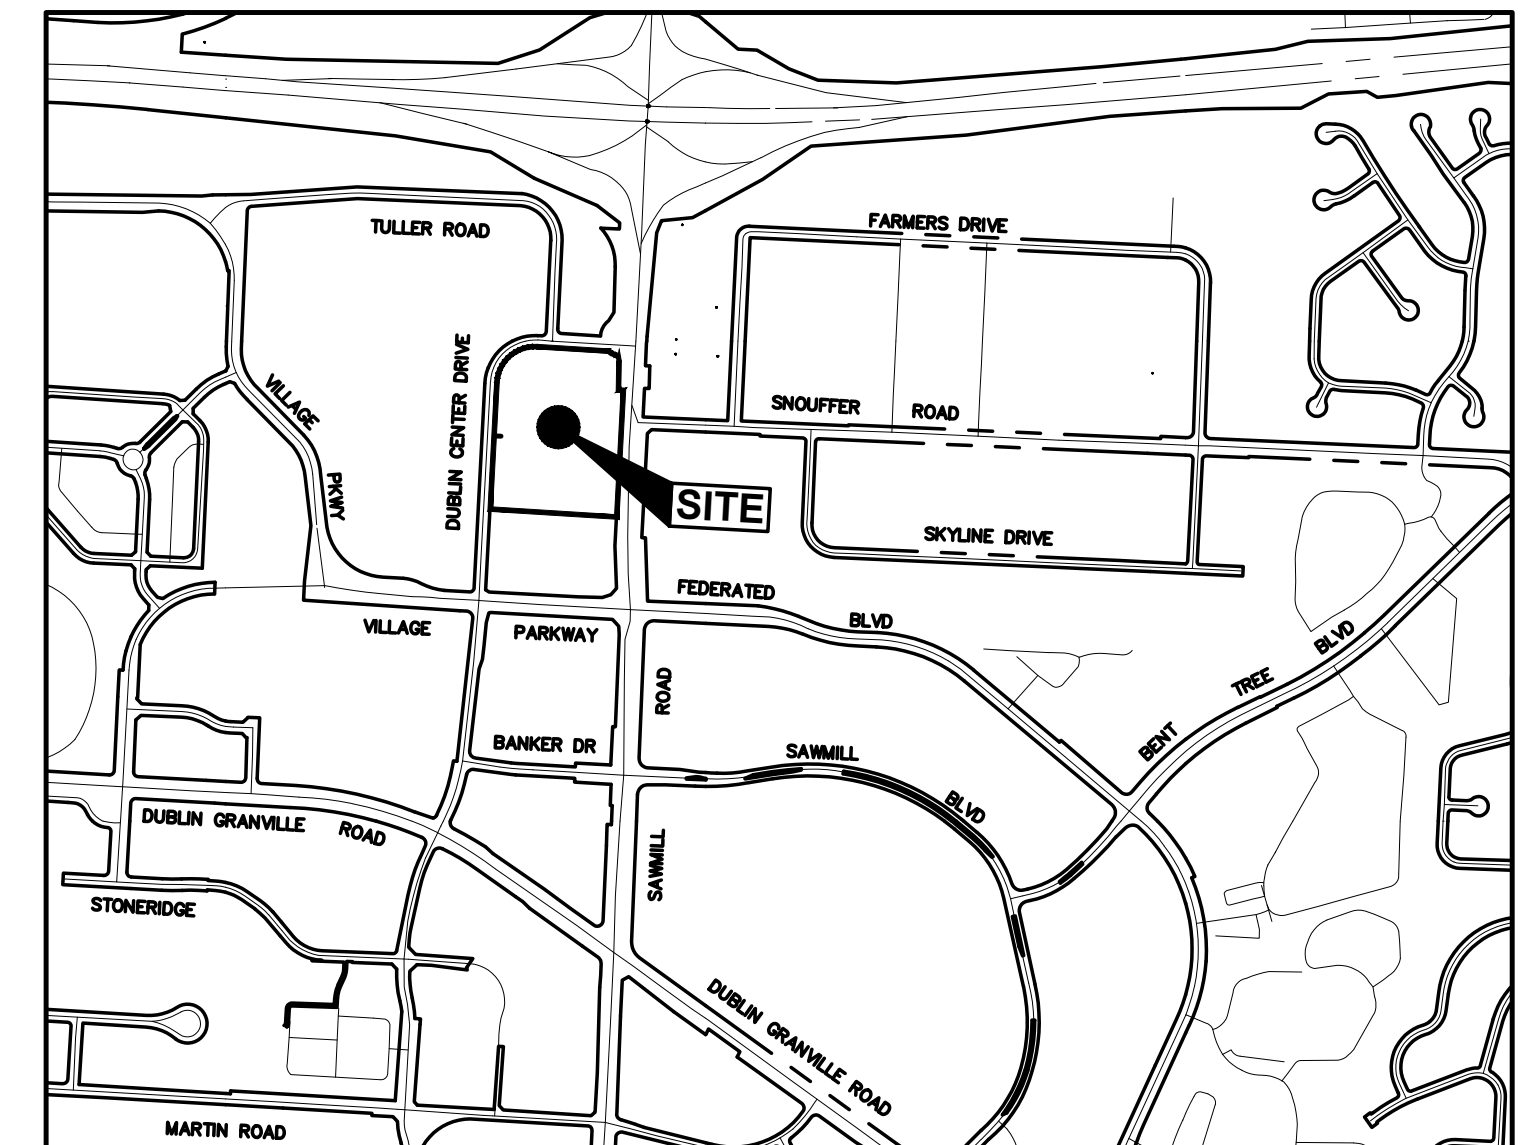 FARMERS DRIVE
TULLER ROAD
DUBLIN CENTER DRIVE
VILLAGE
PKWY
SNOUFFER ROAD
SITE
SKYLINE DRIVE
FEDERATED
BLVD
VILLAGE
PARKWAY
BENT
TREE
BLVD
ROAD
BANKER DR
SAWMILL
BLVD
DUBLIN GRANVILLE ROAD
SAWMILL
STONERIDGE
DUBLIN GRANVILLE ROAD
MARTIN ROAD